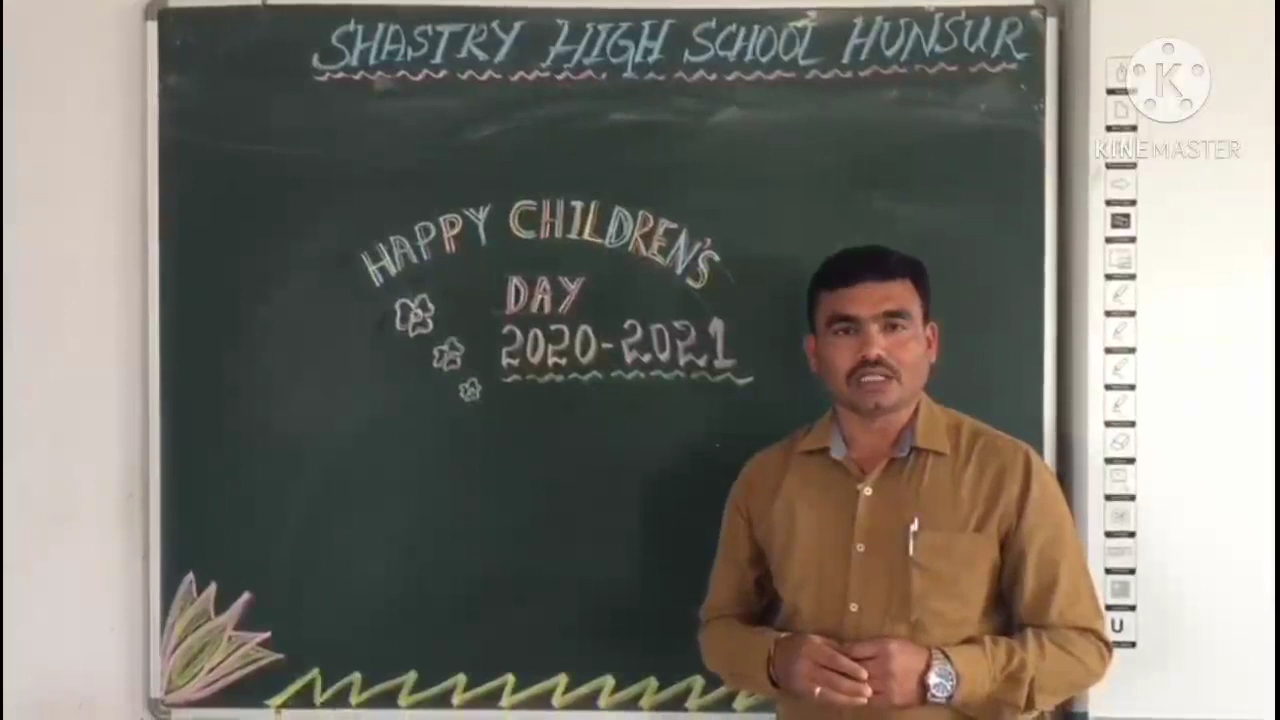 SHASTRY HIGH SCHOOL HUNSUR
HAPPY CHILDREN'S
DAY
2020-2021
K
KINEMASTER
U